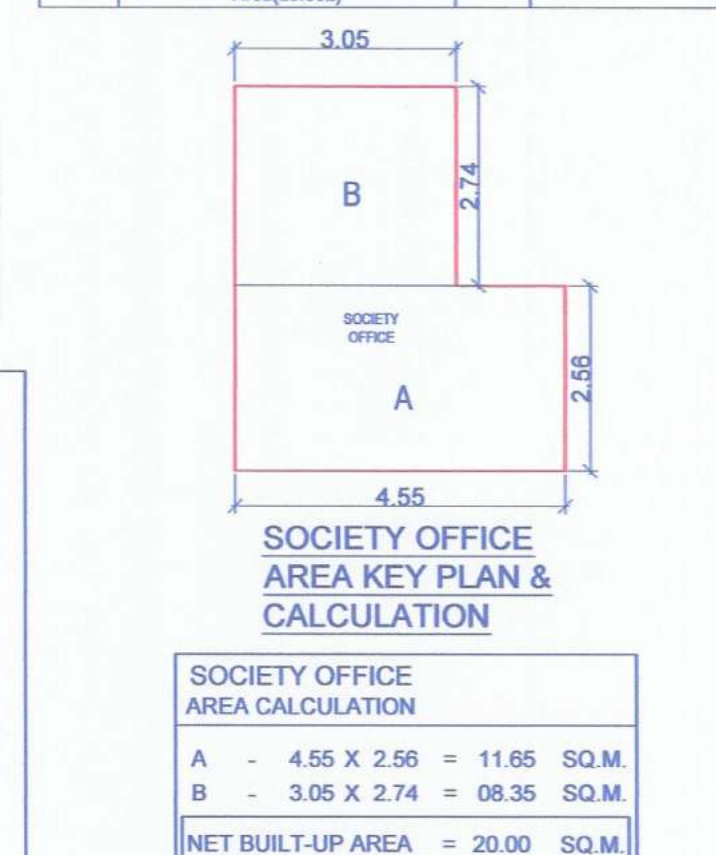 3.05
B
2.74
SOCIETY
OFFICE
A
2.56
4.55
SOCIETY OFFICE
AREA KEY PLAN &
CALCULATION
SOCIETY OFFICE
AREA CALCULATION
A - 4.55 X 2.56 = 11.65 SQ.M.
B - 3.05 X 2.74 = 08.35 SQ.M.
NET BUILT-UP AREA = 20.00 SQ.M.